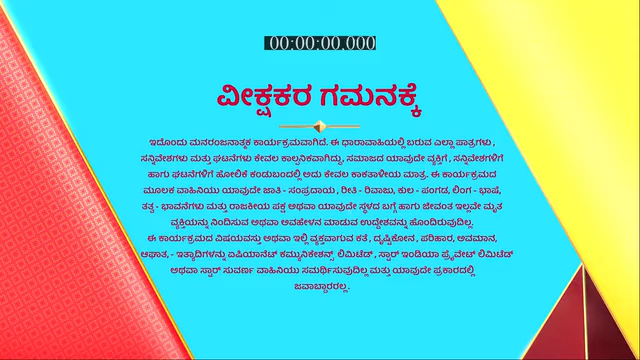 00:00:00.000
ವೀಕ್ಷಕರ ಗಮನಕ್ಕೆ
ಇದೊಂದು ಮನರಂಜನಾತ್ಮಕ ಕಾರ್ಯಕ್ರಮವಾಗಿದೆ. ಈ ಧಾರಾವಾಹಿಯಲ್ಲಿ ಬರುವ ಎಲ್ಲಾ ಪಾತ್ರಗಳು ,
ಸನ್ನಿವೇಶಗಳು ಮತ್ತು ಘಟನೆಗಳು ಕೇವಲ ಕಾಲ್ಪನಿಕವಾಗಿದ್ದು, ಸಮಾಜದ ಯಾವುದೇ ವ್ಯಕ್ತಿಗೆ , ಸನ್ನಿವೇಶಗಳಿಗೆ
ಹಾಗು ಘಟನೆಗಳಿಗೆ ಹೋಲಿಕೆ ಕಂಡುಬಂದಲ್ಲಿ ಅದು ಕೇವಲ ಕಾಕತಾಳೀಯ ಮಾತ್ರ. ಈ ಕಾರ್ಯಕ್ರಮದ
ಮೂಲಕ ವಾಹಿನಿಯು ಯಾವುದೇ ಜಾತಿ - ಸಂಪ್ರದಾಯ , ರೀತಿ - ರಿವಾಜು, ಕುಲ - ಪಂಗಡ, ಲಿಂಗ - ಭಾಷೆ,
ತತ್ವ - ಭಾವನೆಗಳು ಮತ್ತು ರಾಜಕೀಯ ಪಕ್ಷ ಅಥವಾ ಯಾವುದೇ ಸ್ಥಳದ ಬಗ್ಗೆ ಹಾಗು ಜೀವಂತ ಇಲ್ಲವೇ ಮೃತ
ವ್ಯಕ್ತಿಯನ್ನು ನಿಂದಿಸುವ ಅಥವಾ ಅವಹೇಳನ ಮಾಡುವ ಉದ್ದೇಶವನ್ನು ಹೊಂದಿರುವುದಿಲ್ಲ.
ಈ ಕಾರ್ಯಕ್ರಮದ ವಿಷಯವಸ್ತು ಅಥವಾ ಇಲ್ಲಿ ವ್ಯಕ್ತವಾಗುವ ಕತೆ , ದೃಷ್ಟಿಕೋನ , ಪರಿಹಾರ, ಅವಮಾನ,
ಆಘಾತ, - ಇತ್ಯಾದಿಗಳನ್ನು ಏಷಿಯಾನೆಟ್ ಕಮ್ಯುನಿಕೇಶನ್ಸ್ ಲಿಮಿಟೆಡ್ , ಸ್ಟಾರ್ ಇಂಡಿಯಾ ಪ್ರೈವೇಟ್ ಲಿಮಿಟೆಡ್
ಅಥವಾ ಸ್ಟಾರ್ ಸುವರ್ಣ ವಾಹಿನಿಯು ಸಮರ್ಥಿಸುವುದಿಲ್ಲ ಮತ್ತು ಯಾವುದೇ ಪ್ರಕಾರದಲ್ಲಿ
ಜವಾಬ್ದಾರರಲ್ಲ.